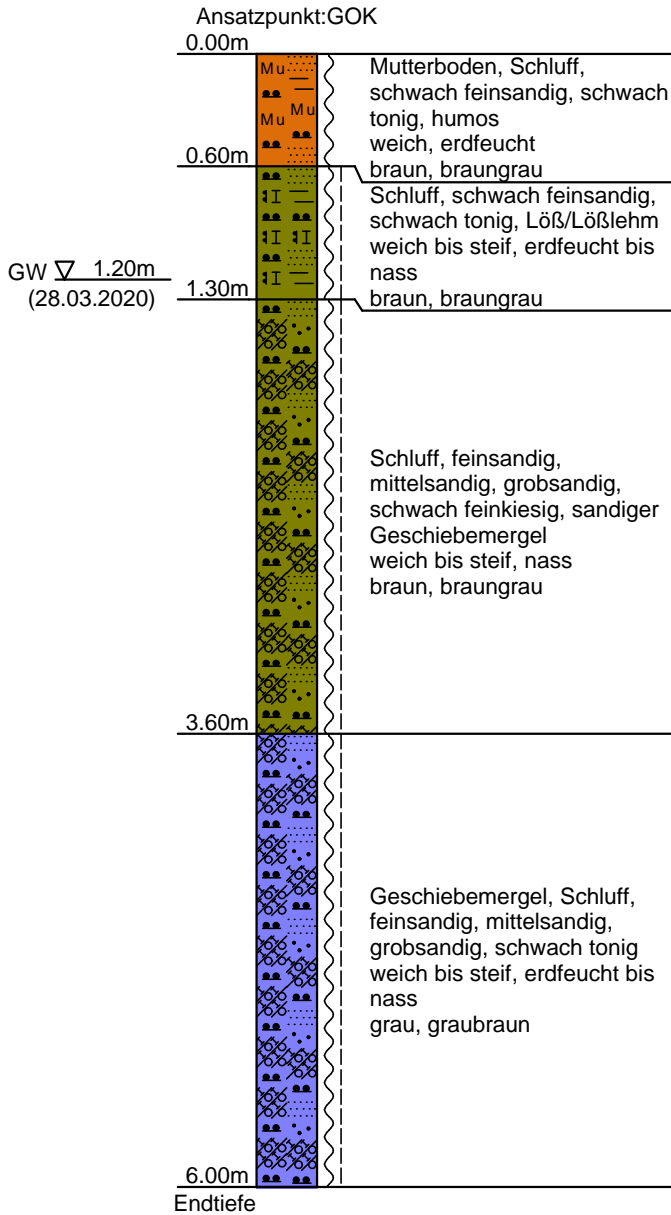 Ansatzpunkt:GOK
0.00m
Mu
Mu
Mu
Mutterboden, Schluff,
schwach feinsandig, schwach
tonig, humos
weich, erdfeucht
braun, braungrau
0.60m
Schluff, schwach feinsandig,
schwach tonig, Löß/Lößlehm
weich bis steif, erdfeucht bis
nass
braun, braungrau
GW 1.20m
(28.03.2020)
1.30m
Schluff, feinsandig,
mittelsandig, grobsandig,
schwach feinkiesig, sandiger
Geschiebemergel
weich bis steif, nass
braun, braungrau
3.60m
Geschiebemergel, Schluff,
feinsandig, mittelsandig,
grobsandig, schwach tonig
weich bis steif, erdfeucht bis
nass
grau, graubraun
6.00m
Endtiefe